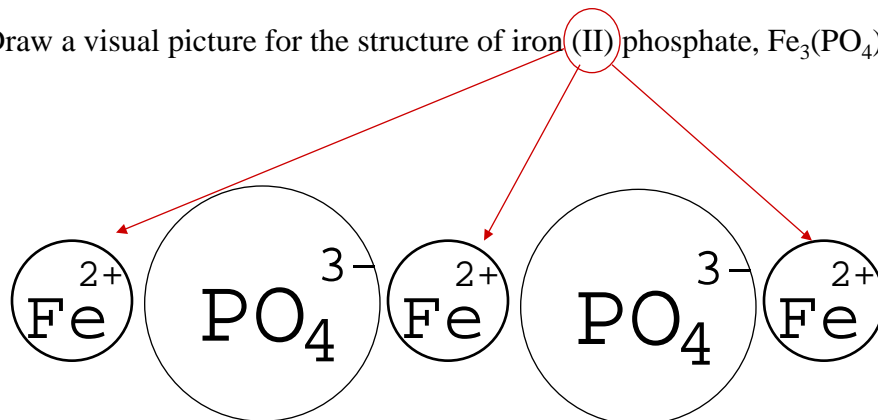 raw a visual picture for the structure of iron (II) phosphate, Fe₃(PO₄)
Fe²⁺ PO₄³⁻ Fe²⁺ PO₄³⁻ Fe²⁺